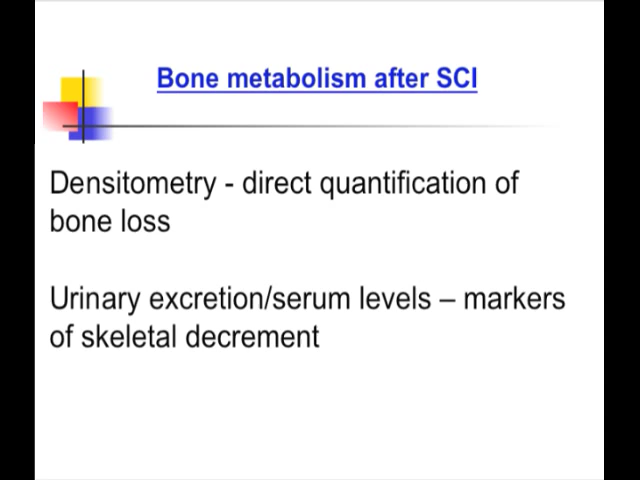 Bone metabolism after SCI
Densitometry - direct quantification of
bone loss
Urinary excretion/serum levels – markers
of skeletal decrement